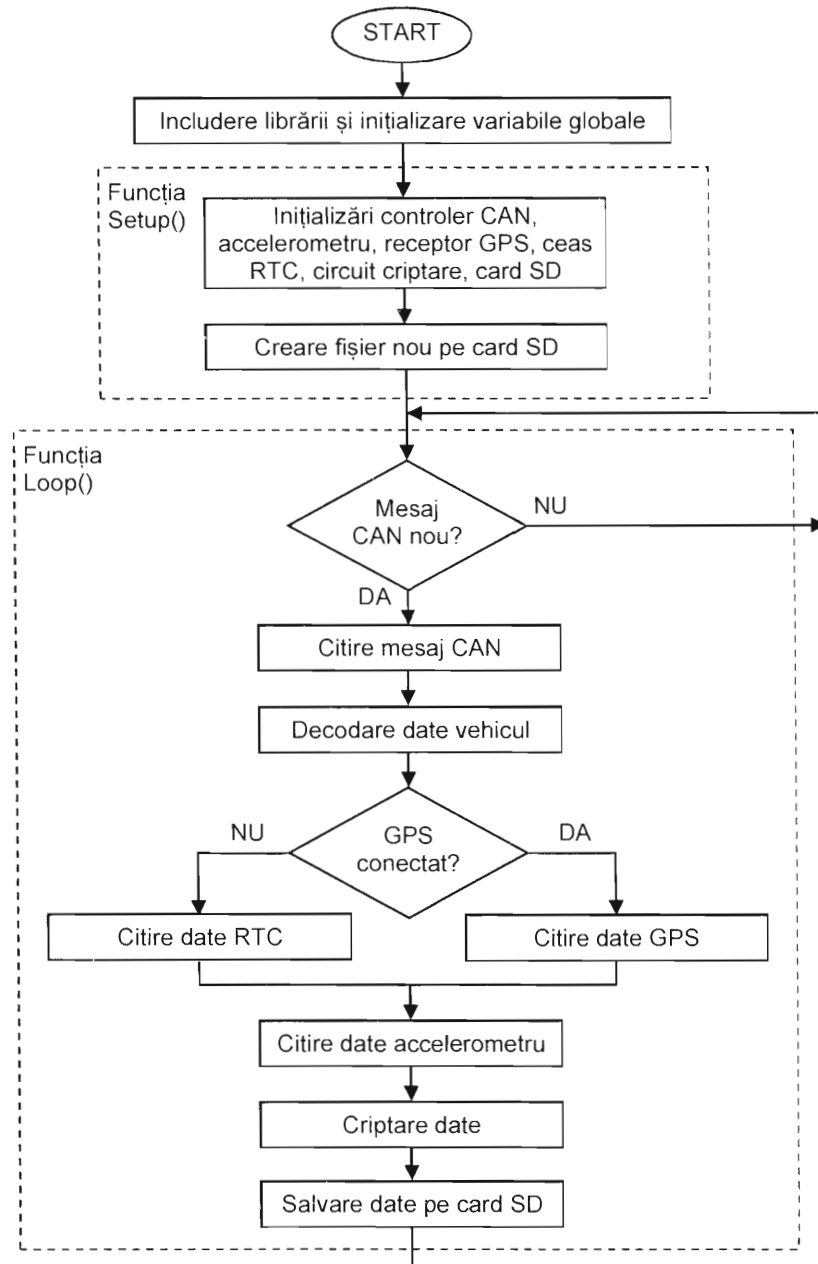 START
Includere librării și inițializare variabile globale
Funcția
Setup()
Inițializări controler CAN,
accelerometru, receptor GPS, ceas
RTC, circuit criptare, card SD
Creare fișier nou pe card SD
Funcția
Loop()
Mesaj
CAN nou?
NU
DA
Citire mesaj CAN
Decodare date vehicul
NU
GPS
conectat?
DA
Citire date RTC
Citire date GPS
Citire date accelerometru
Criptare date
Salvare date pe card SD